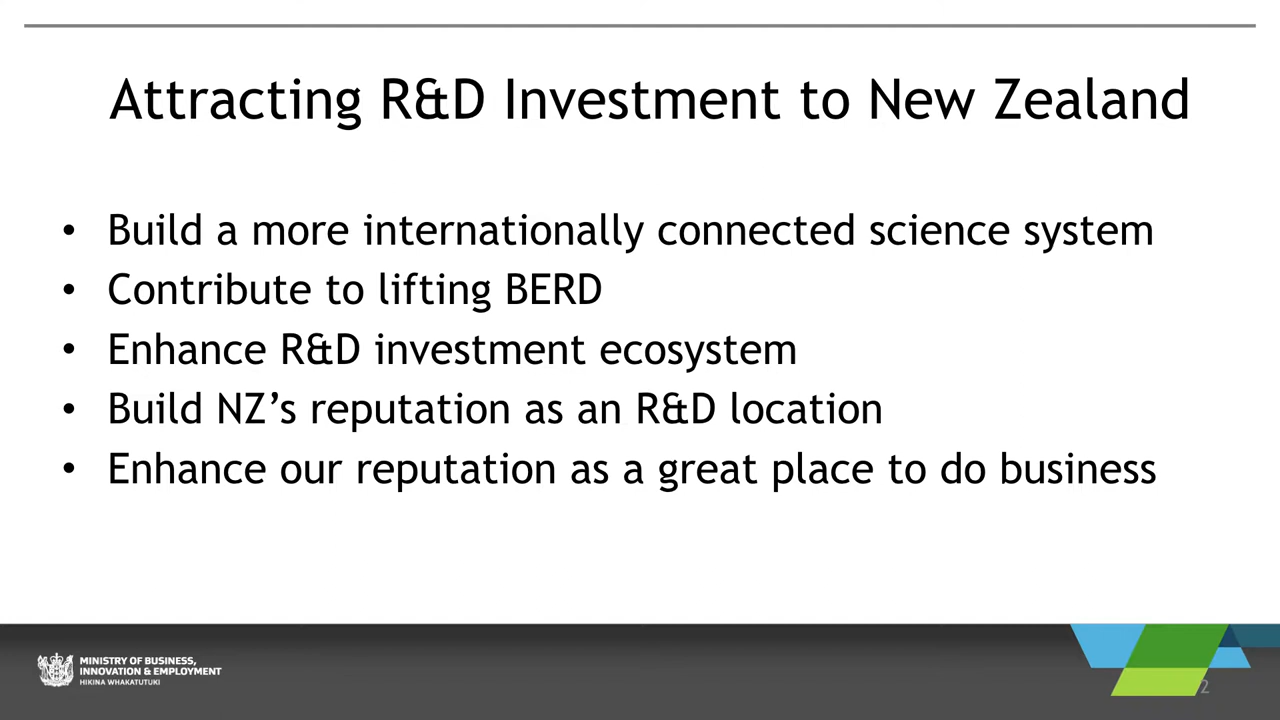 Attracting R&D Investment to New Zealand
• Build a more internationally connected science system
• Contribute to lifting BERD
• Enhance R&D investment ecosystem
• Build NZ’s reputation as an R&D location
• Enhance our reputation as a great place to do business
MINISTRY OF BUSINESS,
INNOVATION & EMPLOYMENT
HIKINA WHAKATUTUKI
2